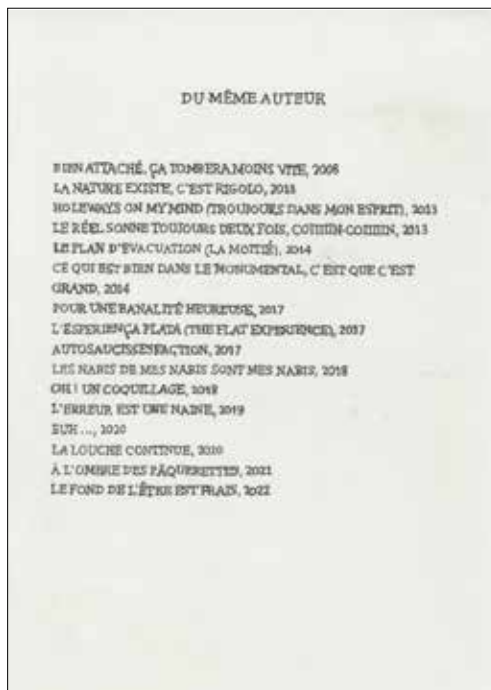 DU MÊME AUTEUR
BIEN ATTACHÉ, ÇA TOMBERA MOINS VITE, 2008
LA NATURE EXISTE, C'EST RIGOLO, 2013
HOLEWAYS ON MY MIND (TROUJOURS DANS MON ESPRIT), 2013
LE RÉEL SONNE TOUJOURS DEUX FOIS, 2013
LE PLAN D'ÉVACUATION (LA MOITIÉ), 2014
CE QUI EST BIEN DANS LE MONUMENTAL, C'EST QUE C'EST
GRAND, 2014
POUR UNE BANALITÉ HEUREUSE, 2017
L'ESPERIENÇA PLATA (THE FLAT EXPERIENCE), 2017
AUTOSAUCISSENFACTION, 2017
LES NABIS DE MES NABIS SONT MES NABIS, 2018
OH ! UN COQUILLAGE, 2018
L'ERREUR EST UNE NAINE, 2019
EUH ..., 2020
LA LOUCHE CONTINUE, 2020
À L'OMBRE DES PÂQUERETTES, 2021
LE FOND DE L'ÊTRE EST FRAIS, 2022